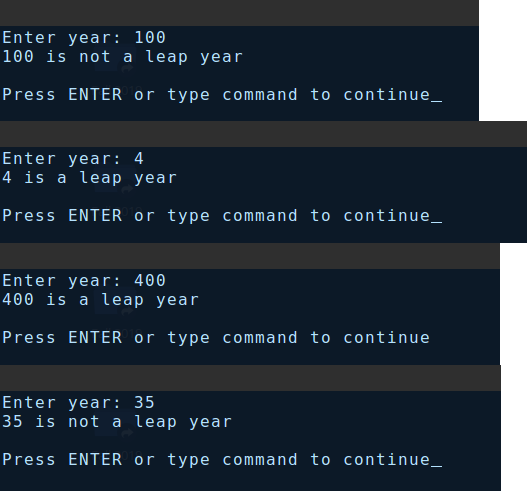 Enter year: 100
100 is not a leap year
Press ENTER or type command to continue_
Enter year: 4
4 is a leap year
Press ENTER or type command to continue_
Enter year: 400
400 is a leap year
Press ENTER or type command to continue
Enter year: 35
35 is not a leap year
Press ENTER or type command to continue_